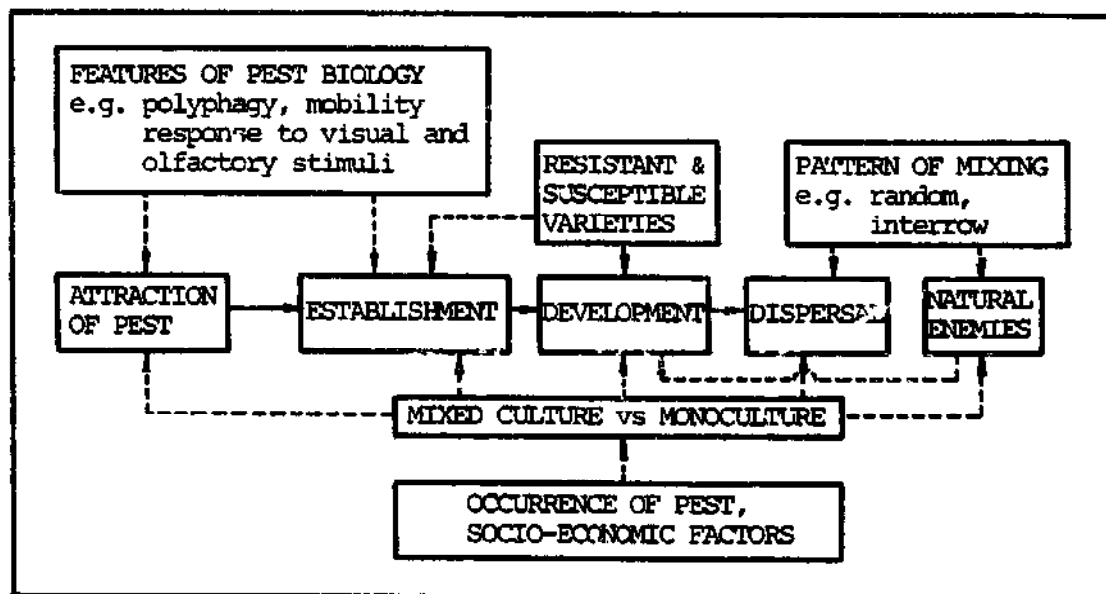 FEATURES OF PEST BIOLOGY
e.g. polyphagy, mobility
response to visual and
olfactory stimuli
RESISTANT &
SUSCEPTIBLE
VARIETIES
PATTERN OF MIXING
e.g. random,
interrow
ATTRACTION
OF PEST
ESTABLISHMENT
DEVELOPMENT
DISPERSAL
NATURAL
ENEMIES
MIXED CULTURE vs MONOCULTURE
OCCURRENCE OF PEST,
SOCIO-ECONOMIC FACTORS